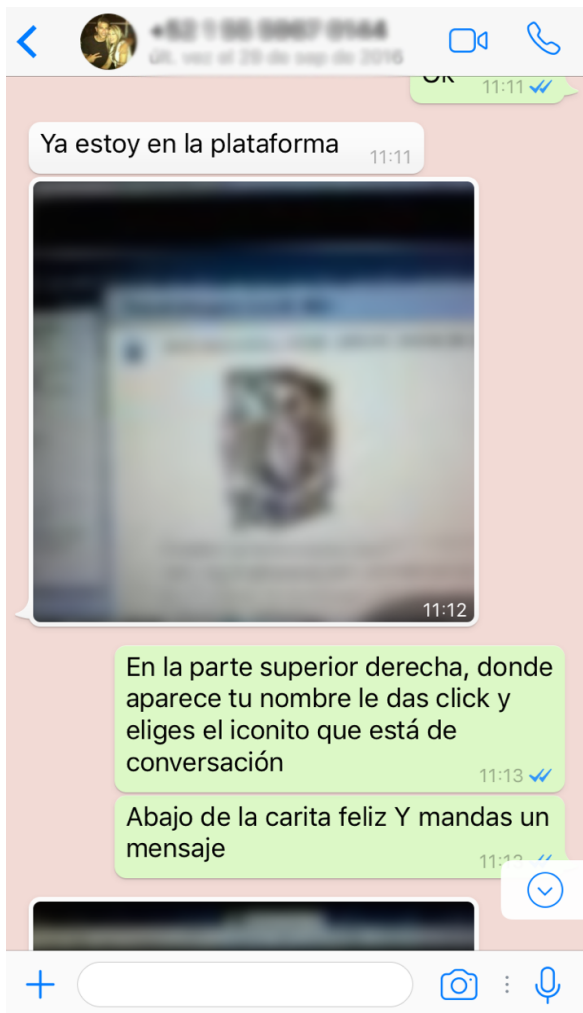 Ok
11:11
Ya estoy en la plataforma
11:11
11:12
En la parte superior derecha, donde
aparece tu nombre le das click y
eliges el iconito que está de
conversación
11:13
Abajo de la carita feliz Y mandas un
mensaje